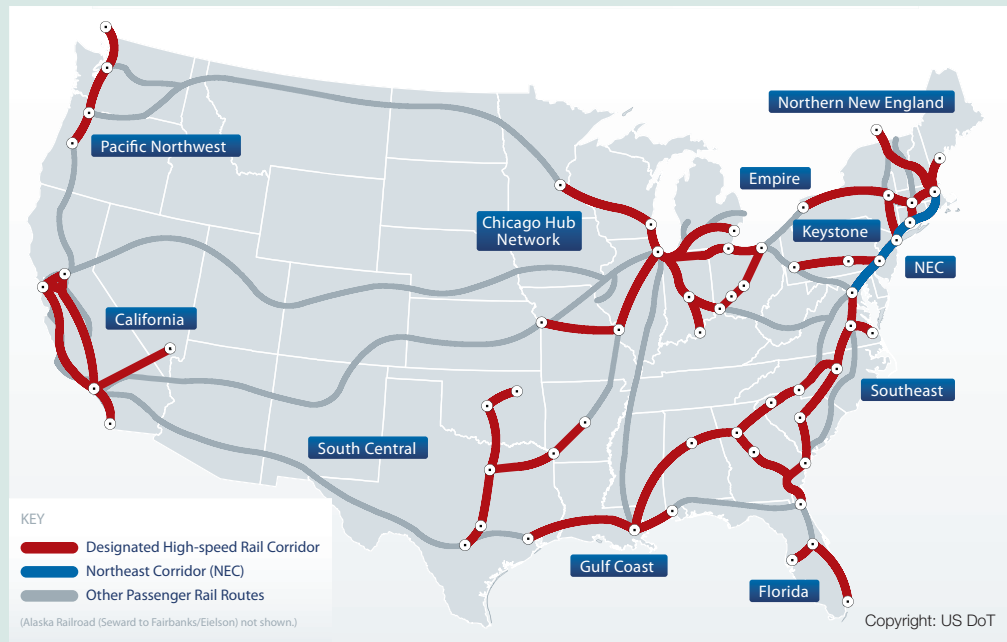 Northern New England
Pacific Northwest
Empire
Chicago Hub
Network
Keystone
NEC
California
Southeast
South Central
KEY
Designated High-speed Rail Corridor
Northeast Corridor (NEC)
Other Passenger Rail Routes
(Alaska Railroad (Seward to Fairbanks/Eielson) not shown.)
Gulf Coast
Florida
Copyright: US DoT